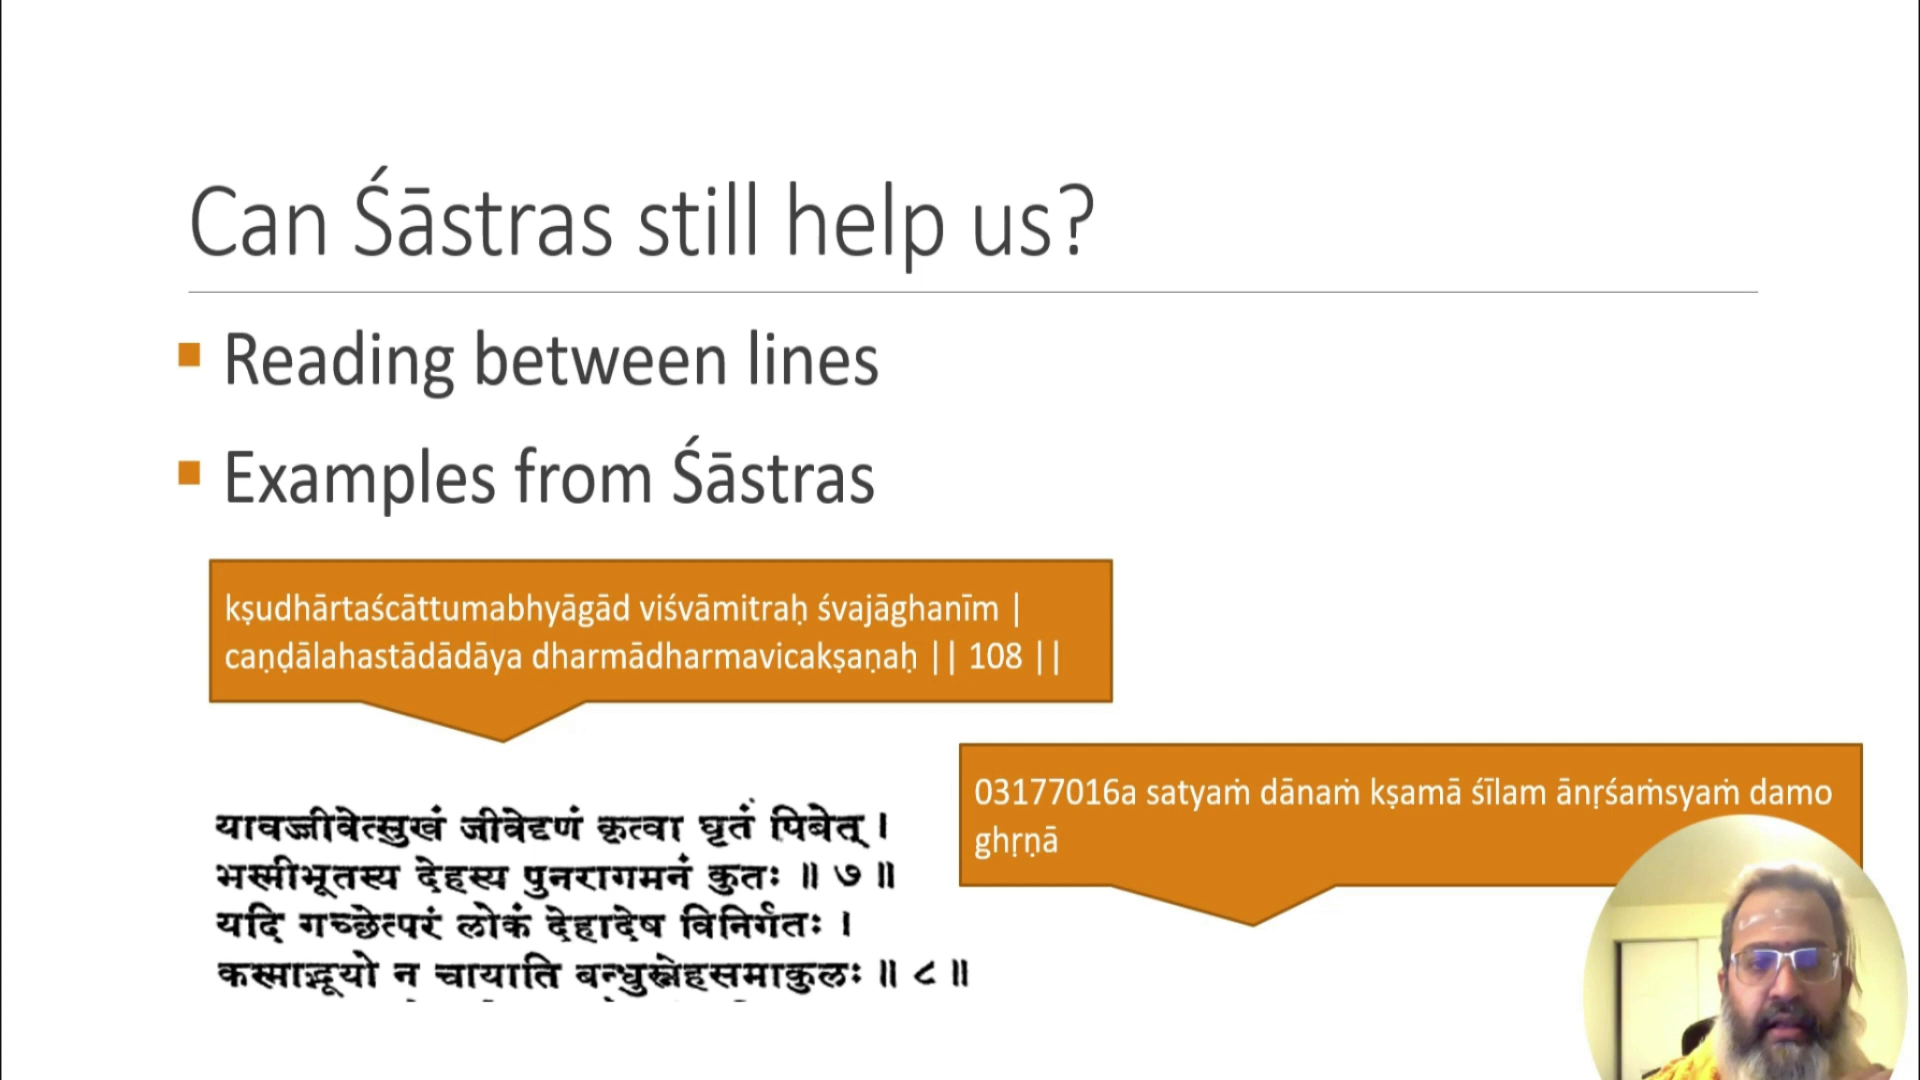 Can Śāstras still help us?
Reading between lines
Examples from Śāstras
kṣudhārtaścāttumabhyāgād viśvāmitraḥ śvajāghanīm |
caṇḍālahastādādāya dharmādharmavicakṣaṇaḥ || 108 ||
03177016a satyaṁ dānaṁ kṣamā śīlam ānṛśaṁsyaṁ damo
ghṛṇā
यावज्जीवेत्सुखं जीवेदृणं कृत्वा घृतं पिबेत् ।
भस्मीभूतस्य देहस्य पुनरागमनं कुतः ॥ ७ ॥
यदि गच्छेत्परं लोकं देहादेष विनिर्गतः ।
कस्माद्भूयो न चायाति बन्धुस्नेहसमाकुलः ॥ ८ ॥